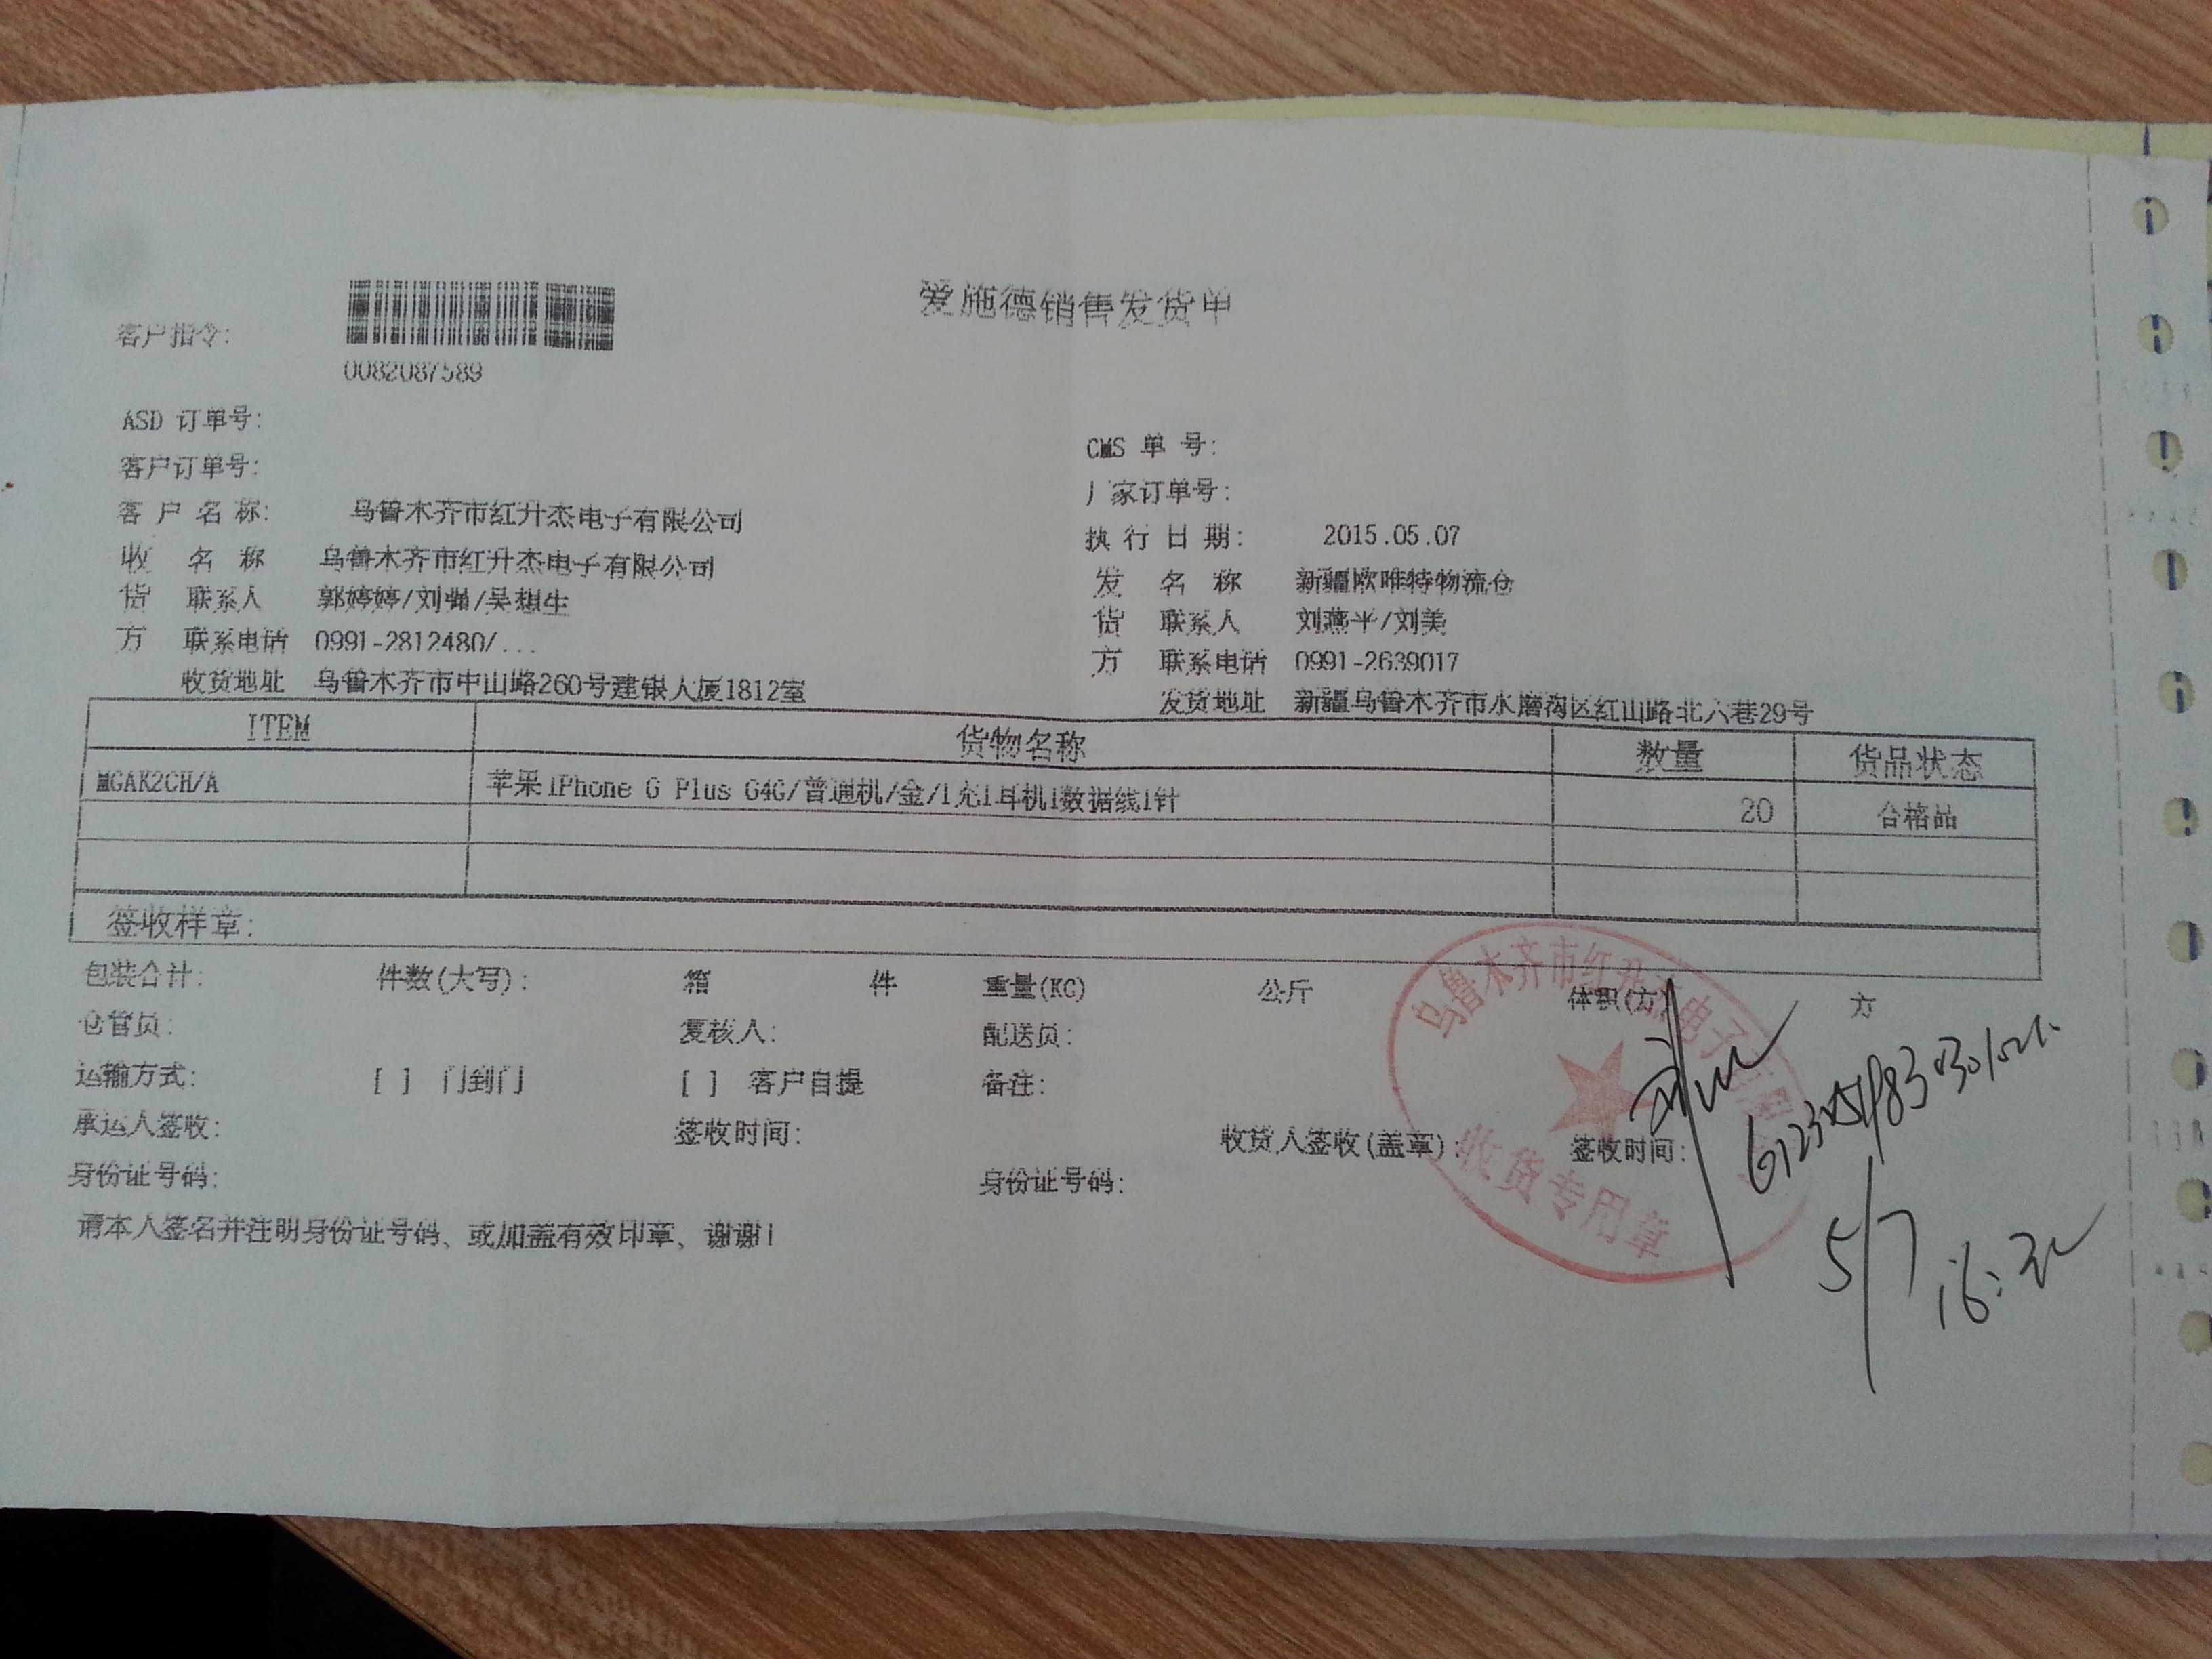 爱施德销售发货单
客户指令:
0082087589
ASD 订单号:
CMS 单 号:
客户订单号:
厂家订单号:
客 户 名 称: 乌鲁木齐市红升杰电子有限公司
执 行 日 期: 2015.05.07
收 名 称 乌鲁木齐市红升杰电子有限公司
发 名 称 新疆欧唯特物流仓
货 联系人 郭婷婷/刘弼/吴想生
货 联系人 刘燕平/刘美
方 联系电话 0991-2812480/...
方 联系电话 0991-2639017
收货地址 乌鲁木齐市中山路260号建银大厦1812室
发货地址 新疆乌鲁木齐市水磨沟区红山路北六巷29号
ITEM 货物名称 数量 货品状态
MGAK2CH/A 苹果iPhone 6 Plus 64G/普通机/金/1充1耳机1数据线1针 20 合格品
签收样章:
包装合计: 件数(大写): 箱 件 重量(KG) 公斤 体积(方) 方
仓管员: 复核人: 配送员:
运输方式: [ ] 门到门 [ ] 客户自提 备注:
承运人签收: 签收时间: 收货人签收(盖章): 签收时间:
身份证号码: 身份证号码:
请本人签名并注明身份证号码、或加盖有效印章、谢谢!
乌鲁木齐市红升杰电子有限
收货专用章
5/7